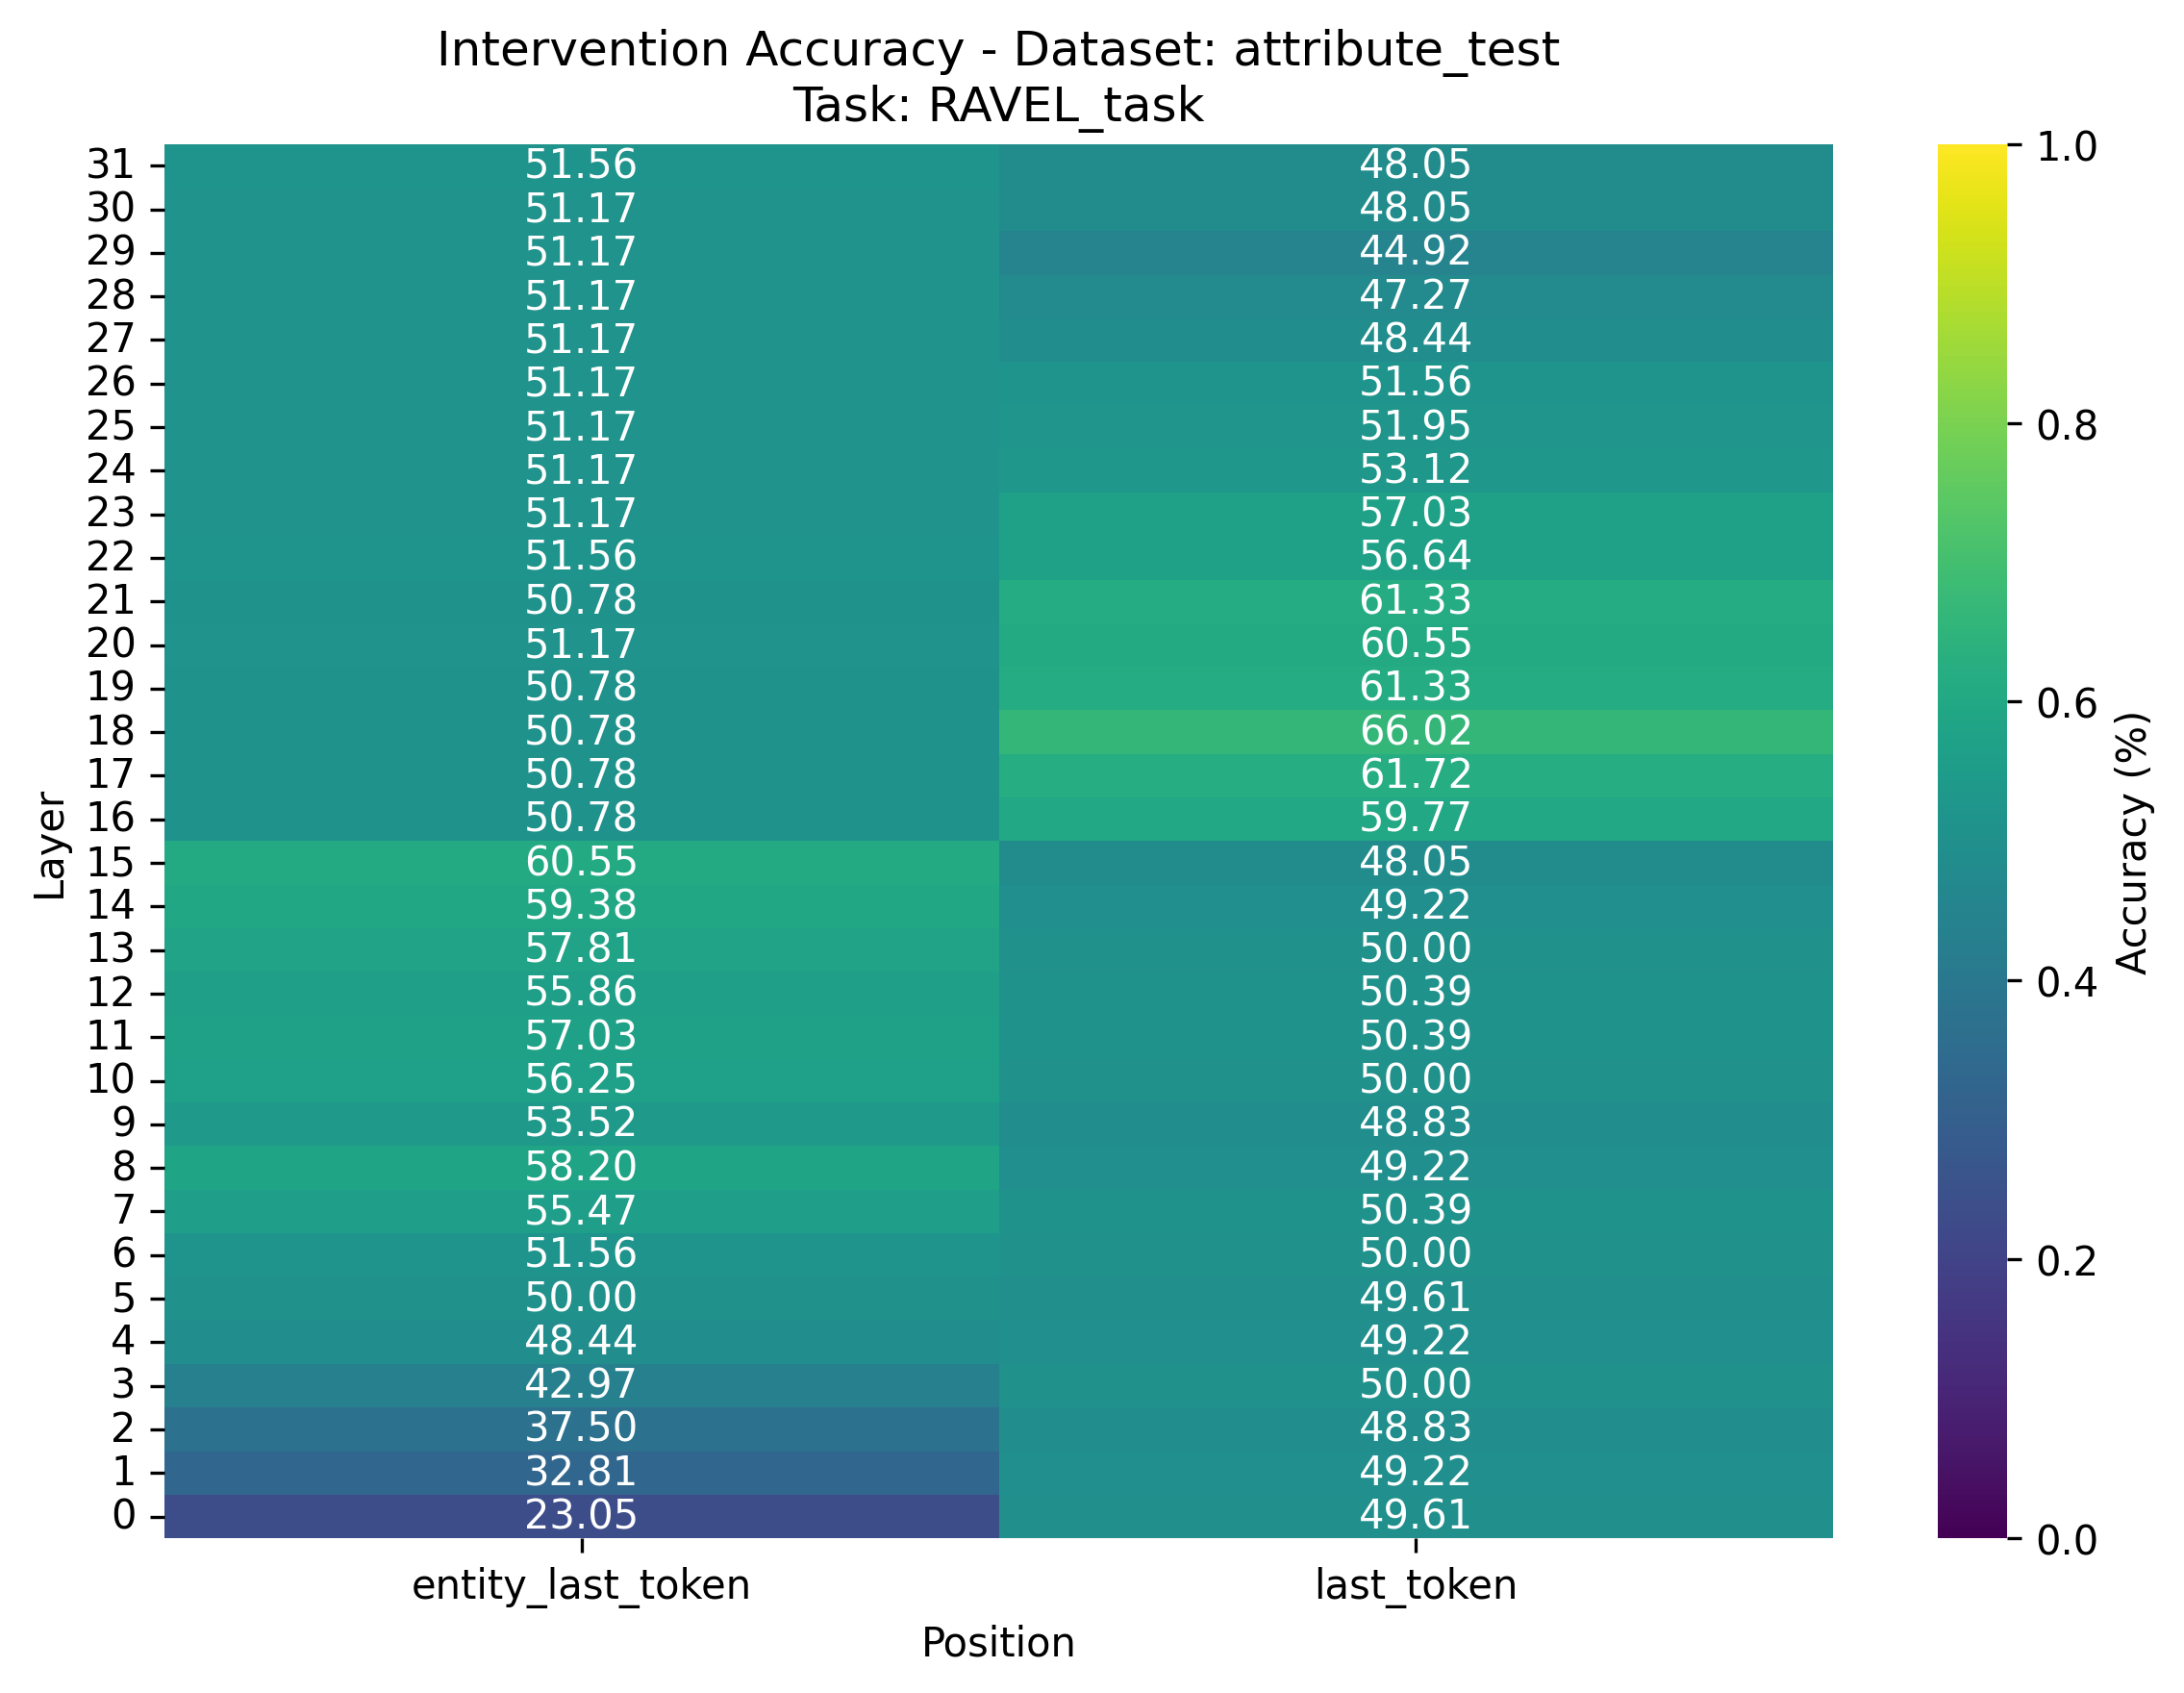 Intervention Accuracy - Dataset: attribute_test
Task: RAVEL_task
31 51.56 48.05
30 51.17 48.05
29 51.17 44.92
28 51.17 47.27
27 51.17 48.44
26 51.17 51.56
25 51.17 51.95
24 51.17 53.12
23 51.17 57.03
22 51.56 56.64
21 50.78 61.33
20 51.17 60.55
19 50.78 61.33
18 50.78 66.02
17 50.78 61.72
16 50.78 59.77
15 60.55 48.05
14 59.38 49.22
13 57.81 50.00
12 55.86 50.39
11 57.03 50.39
10 56.25 50.00
9 53.52 48.83
8 58.20 49.22
7 55.47 50.39
6 51.56 50.00
5 50.00 49.61
4 48.44 49.22
3 42.97 50.00
2 37.50 48.83
1 32.81 49.22
0 23.05 49.61
entity_last_token last_token
Position
Layer
1.0
0.8
0.6
0.4
0.2
0.0
Accuracy (%)